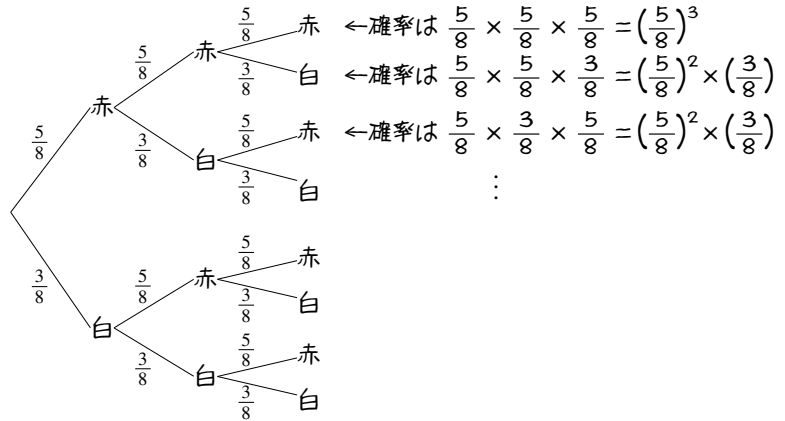 5/8 赤 ←確率は 5/8 × 5/8 × 5/8 = (5/8)^3
5/8 赤
3/8 白 ←確率は 5/8 × 5/8 × 3/8 = (5/8)^2 × (3/8)
5/8 赤
5/8 赤 ←確率は 5/8 × 3/8 × 5/8 = (5/8)^2 × (3/8)
3/8 白
3/8 白 ⋮
5/8 赤
5/8 赤
3/8 白
3/8 白
5/8 赤
3/8 白
3/8 白